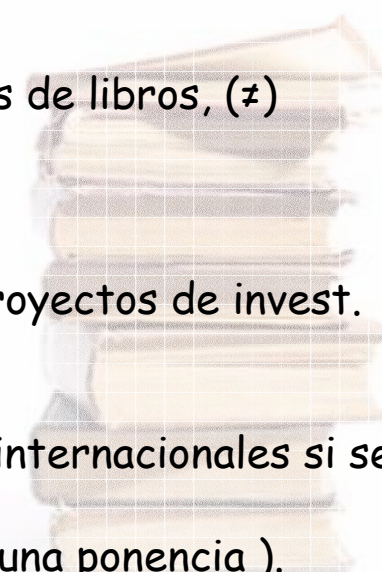 s de libros, (≠)
royectos de invest.
internacionales si se
una ponencia ).